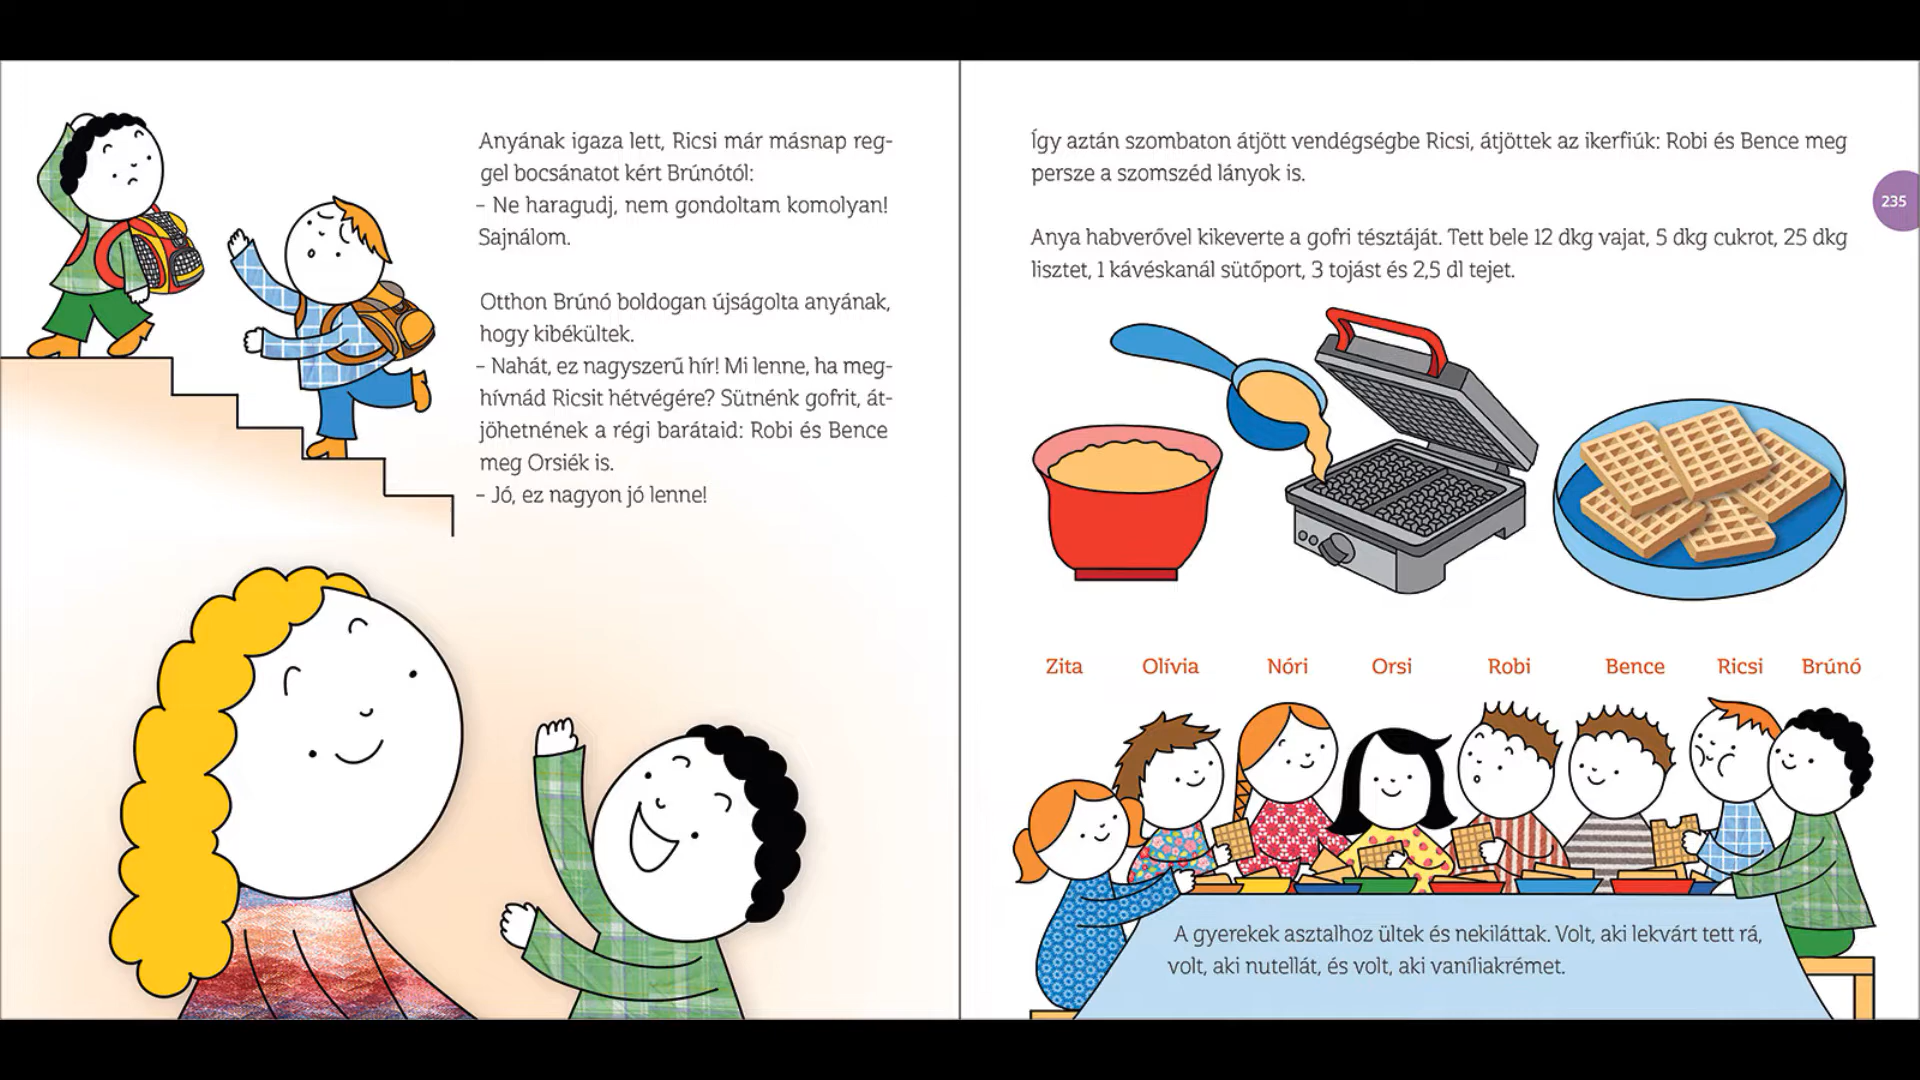 Anyának igaza lett, Ricsi már másnap reg-
gel bocsánatot kért Brúnótól:
– Ne haragudj, nem gondoltam komolyan!
Sajnálom.
Otthon Brúnó boldogan újságolta anyának,
hogy kibékültek.
– Nahát, ez nagyszerű hír! Mi lenne, ha meg-
hívnád Ricsit hétvégére? Sütnénk gofrit, át-
jöhetnének a régi barátaid: Robi és Bence
meg Orsiék is.
– Jó, ez nagyon jó lenne!
Így aztán szombaton átjött vendégségbe Ricsi, átjöttek az ikerfiúk: Robi és Bence meg
persze a szomszéd lányok is.
235
Anya habverővel kikeverte a gofri tésztáját. Tett bele 12 dkg vajat, 5 dkg cukrot, 25 dkg
lisztet, 1 kávéskanál sütőport, 3 tojást és 2,5 dl tejet.
Zita Olívia Nóri Orsi Robi Bence Ricsi Brúnó
A gyerekek asztalhoz ültek és nekiláttak. Volt, aki lekvárt tett rá,
volt, aki nutellát, és volt, aki vaníliakrémet.